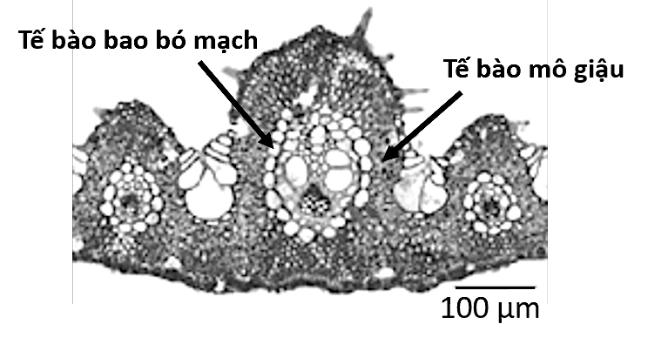 Tế bào bao bó mạch
Tế bào mô giậu
100 µm